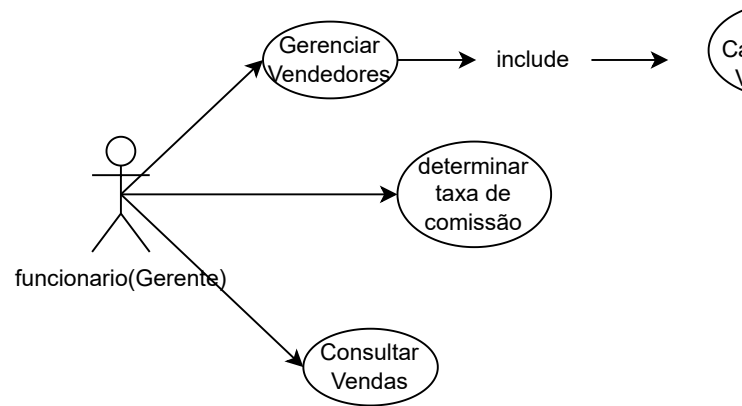 Gerenciar
Vendedores
include
determinar
taxa de
comissão
funcionario(Gerente)
Consultar
Vendas